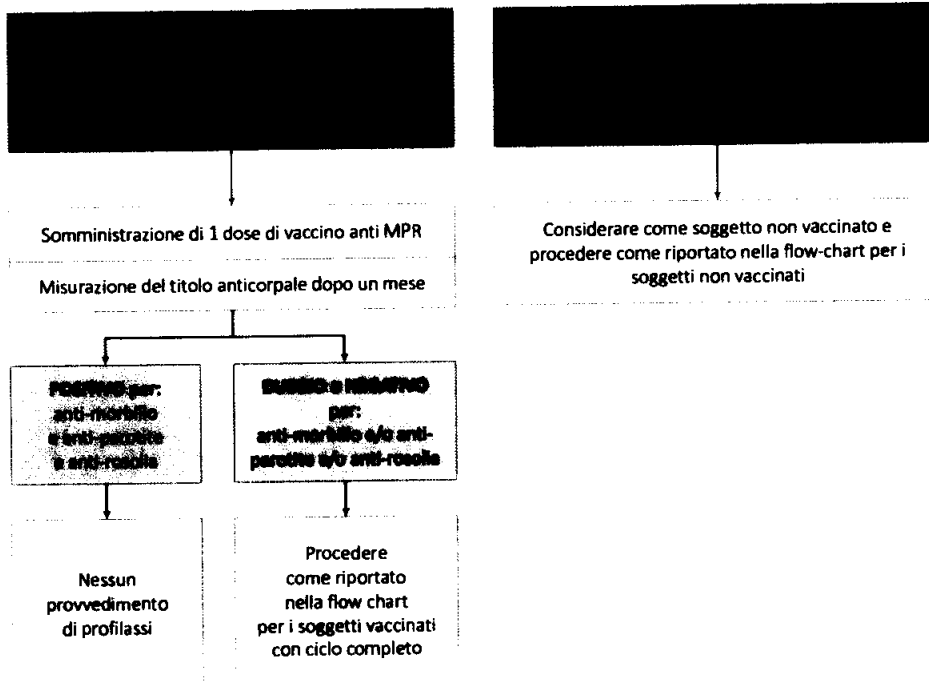 Somministrazione di 1 dose di vaccino anti MPR
Misurazione del titolo anticorpale dopo un mese
Considerare come soggetto non vaccinato e
procedere come riportato nella flow-chart per i
soggetti non vaccinati
POSITIVO per:
anti-morbillo
e anti-parotite
e anti-rosolia
DUBBIO o NEGATIVO
per:
anti-morbillo e/o anti-
parotite e/o anti-rosolia
Nessun
provvedimento
di profilassi
Procedere
come riportato
nella flow chart
per i soggetti vaccinati
con ciclo completo